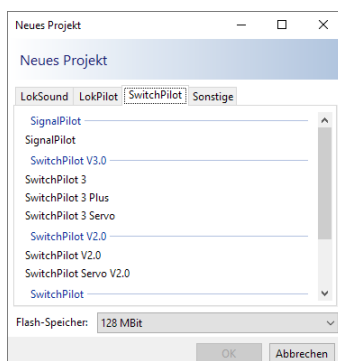 Neues Projekt
Neues Projekt
LokSound LokPilot SwitchPilot Sonstige
SignalPilot
SignalPilot
SwitchPilot V3.0
SwitchPilot 3
SwitchPilot 3 Plus
SwitchPilot 3 Servo
SwitchPilot V2.0
SwitchPilot V2.0
SwitchPilot Servo V2.0
SwitchPilot
Flash-Speicher: 128 MBit
OK Abbrechen